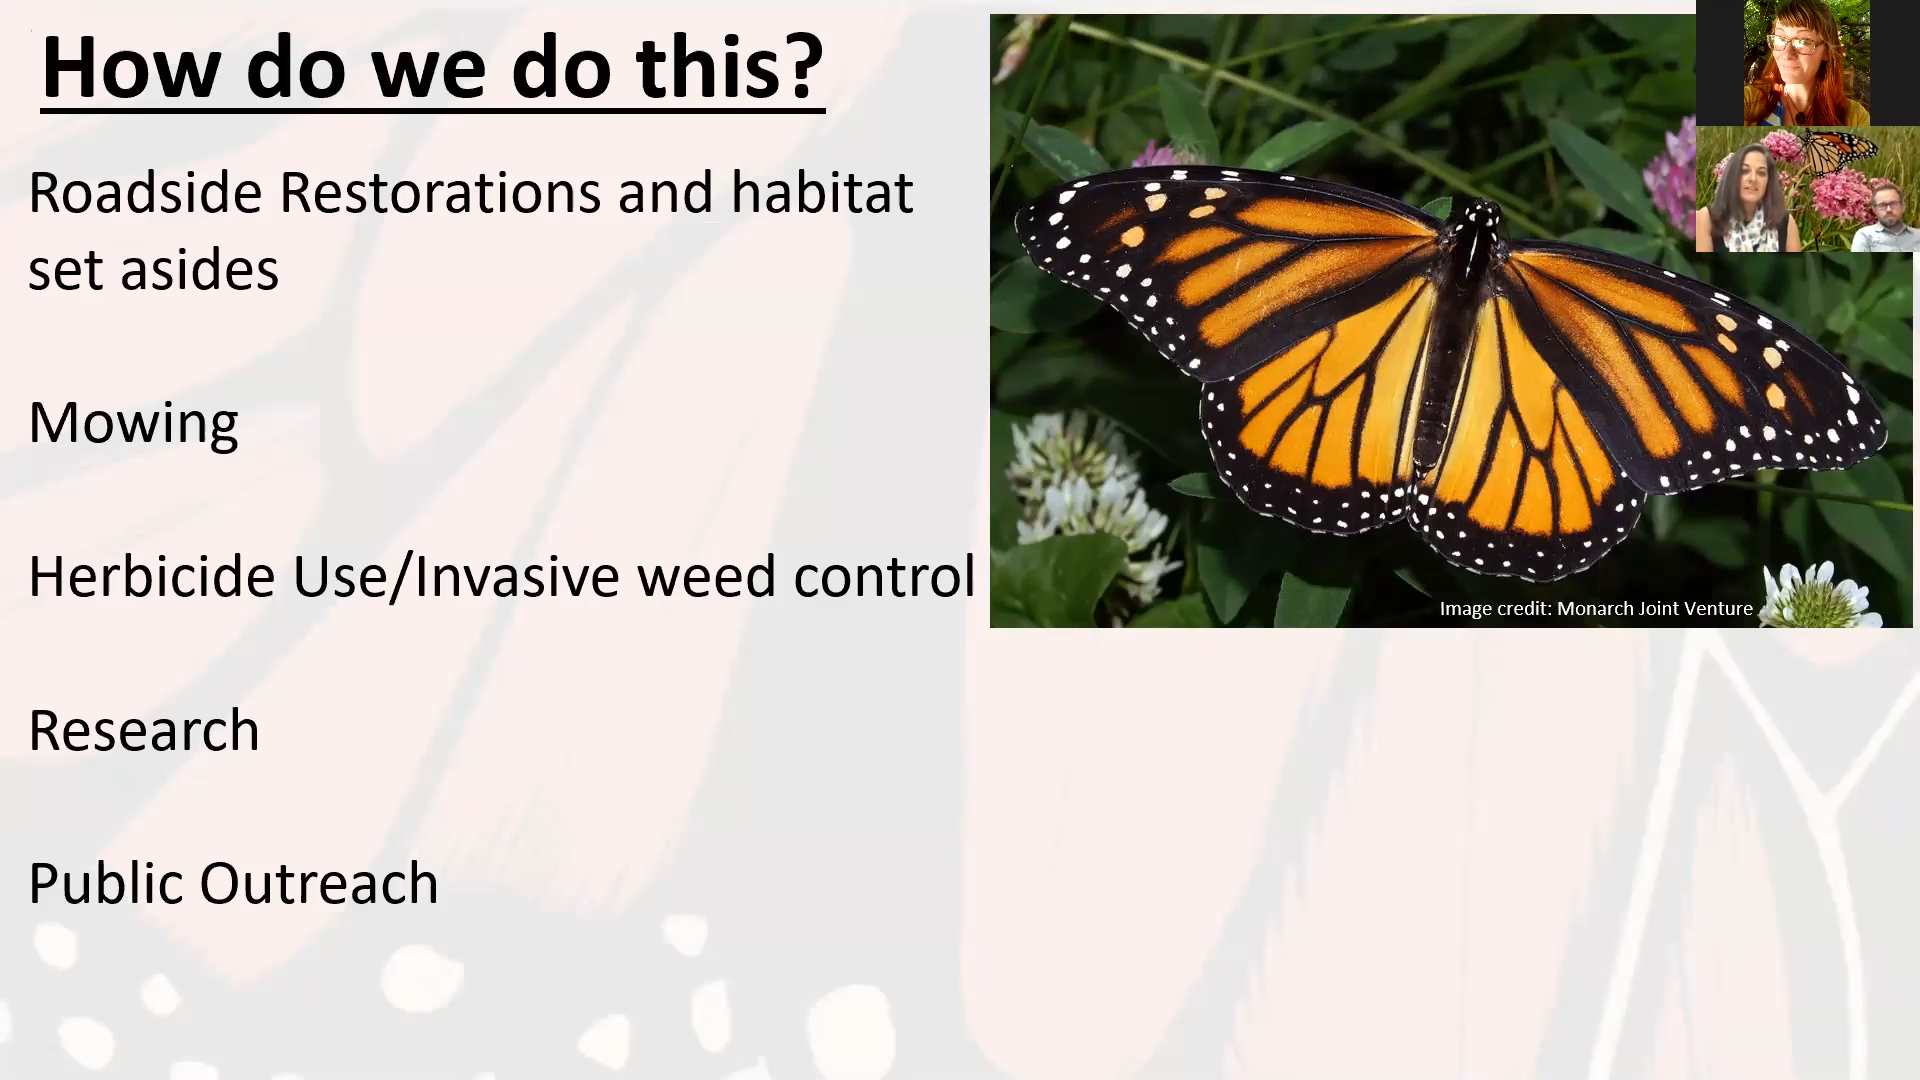 How do we do this?
Roadside Restorations and habitat
set asides
Mowing
Herbicide Use/Invasive weed control
Research
Public Outreach
Image credit: Monarch Joint Venture